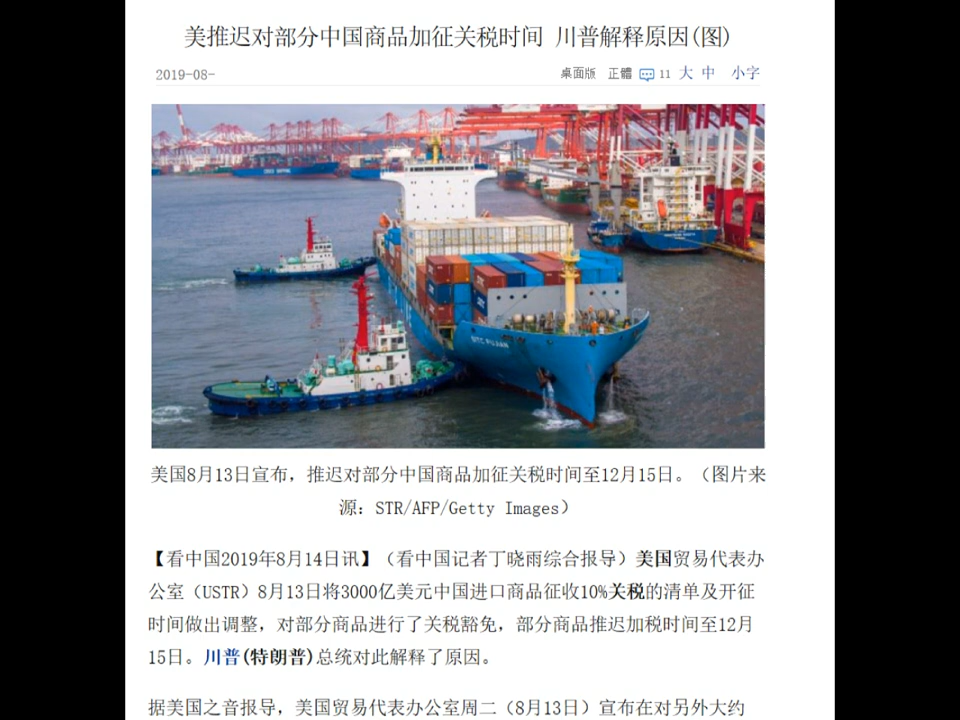 美推迟对部分中国商品加征关税时间 川普解释原因(图)
2019-08-
桌面版 正體 11 大 中 小字
SITC PUJIAN
美国8月13日宣布，推迟对部分中国商品加征关税时间至12月15日。（图片来
源：STR/AFP/Getty Images）
【看中国2019年8月14日讯】（看中国记者丁晓雨综合报导）美国贸易代表办
公室（USTR）8月13日将3000亿美元中国进口商品征收10%关税的清单及开征
时间做出调整，对部分商品进行了关税豁免，部分商品推迟加税时间至12月
15日。川普(特朗普)总统对此解释了原因。
据美国之音报导，美国贸易代表办公室周二（8月13日）宣布在对另外大约